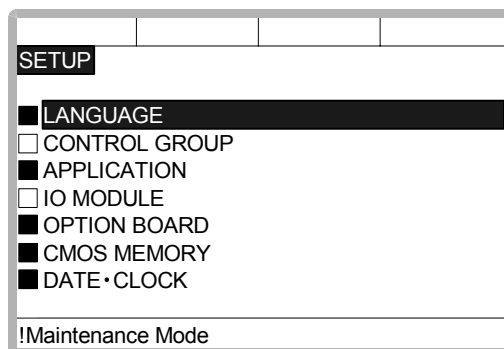 SETUP
LANGUAGE
CONTROL GROUP
APPLICATION
IO MODULE
OPTION BOARD
CMOS MEMORY
DATE･CLOCK
!Maintenance Mode